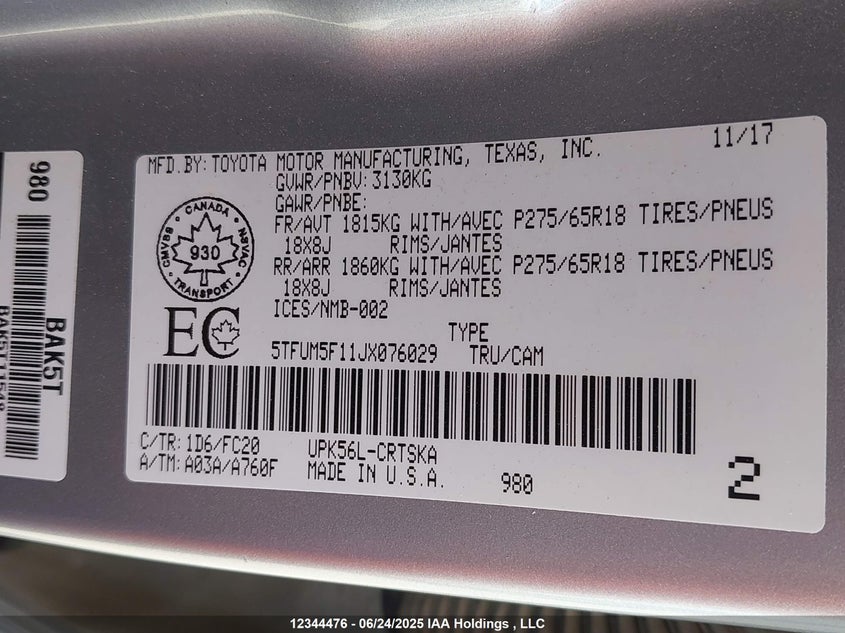 980
BAK5T
MFD.BY:TOYOTA MOTOR MANUFACTURING, TEXAS, INC. 11/17
GVWR/PNBV:3130KG
GAWR/PNBE:
FR/AVT 1815KG WITH/AVEC P275/65R18 TIRES/PNEUS
18X8J RIMS/JANTES
RR/ARR 1860KG WITH/AVEC P275/65R18 TIRES/PNEUS
18X8J RIMS/JANTES
ICES/NMB-002
CANADA
CMVSS
NSVAC
930
TRANSPORT
EC
TYPE
5TFUM5F11JX076029 TRU/CAM
C/TR:1D6/FC20 UPK56L-CRTSKA
A/TM:A03A/A760F MADE IN U.S.A. 980
2
12344476 - 06/24/2025 IAA Holdings , LLC